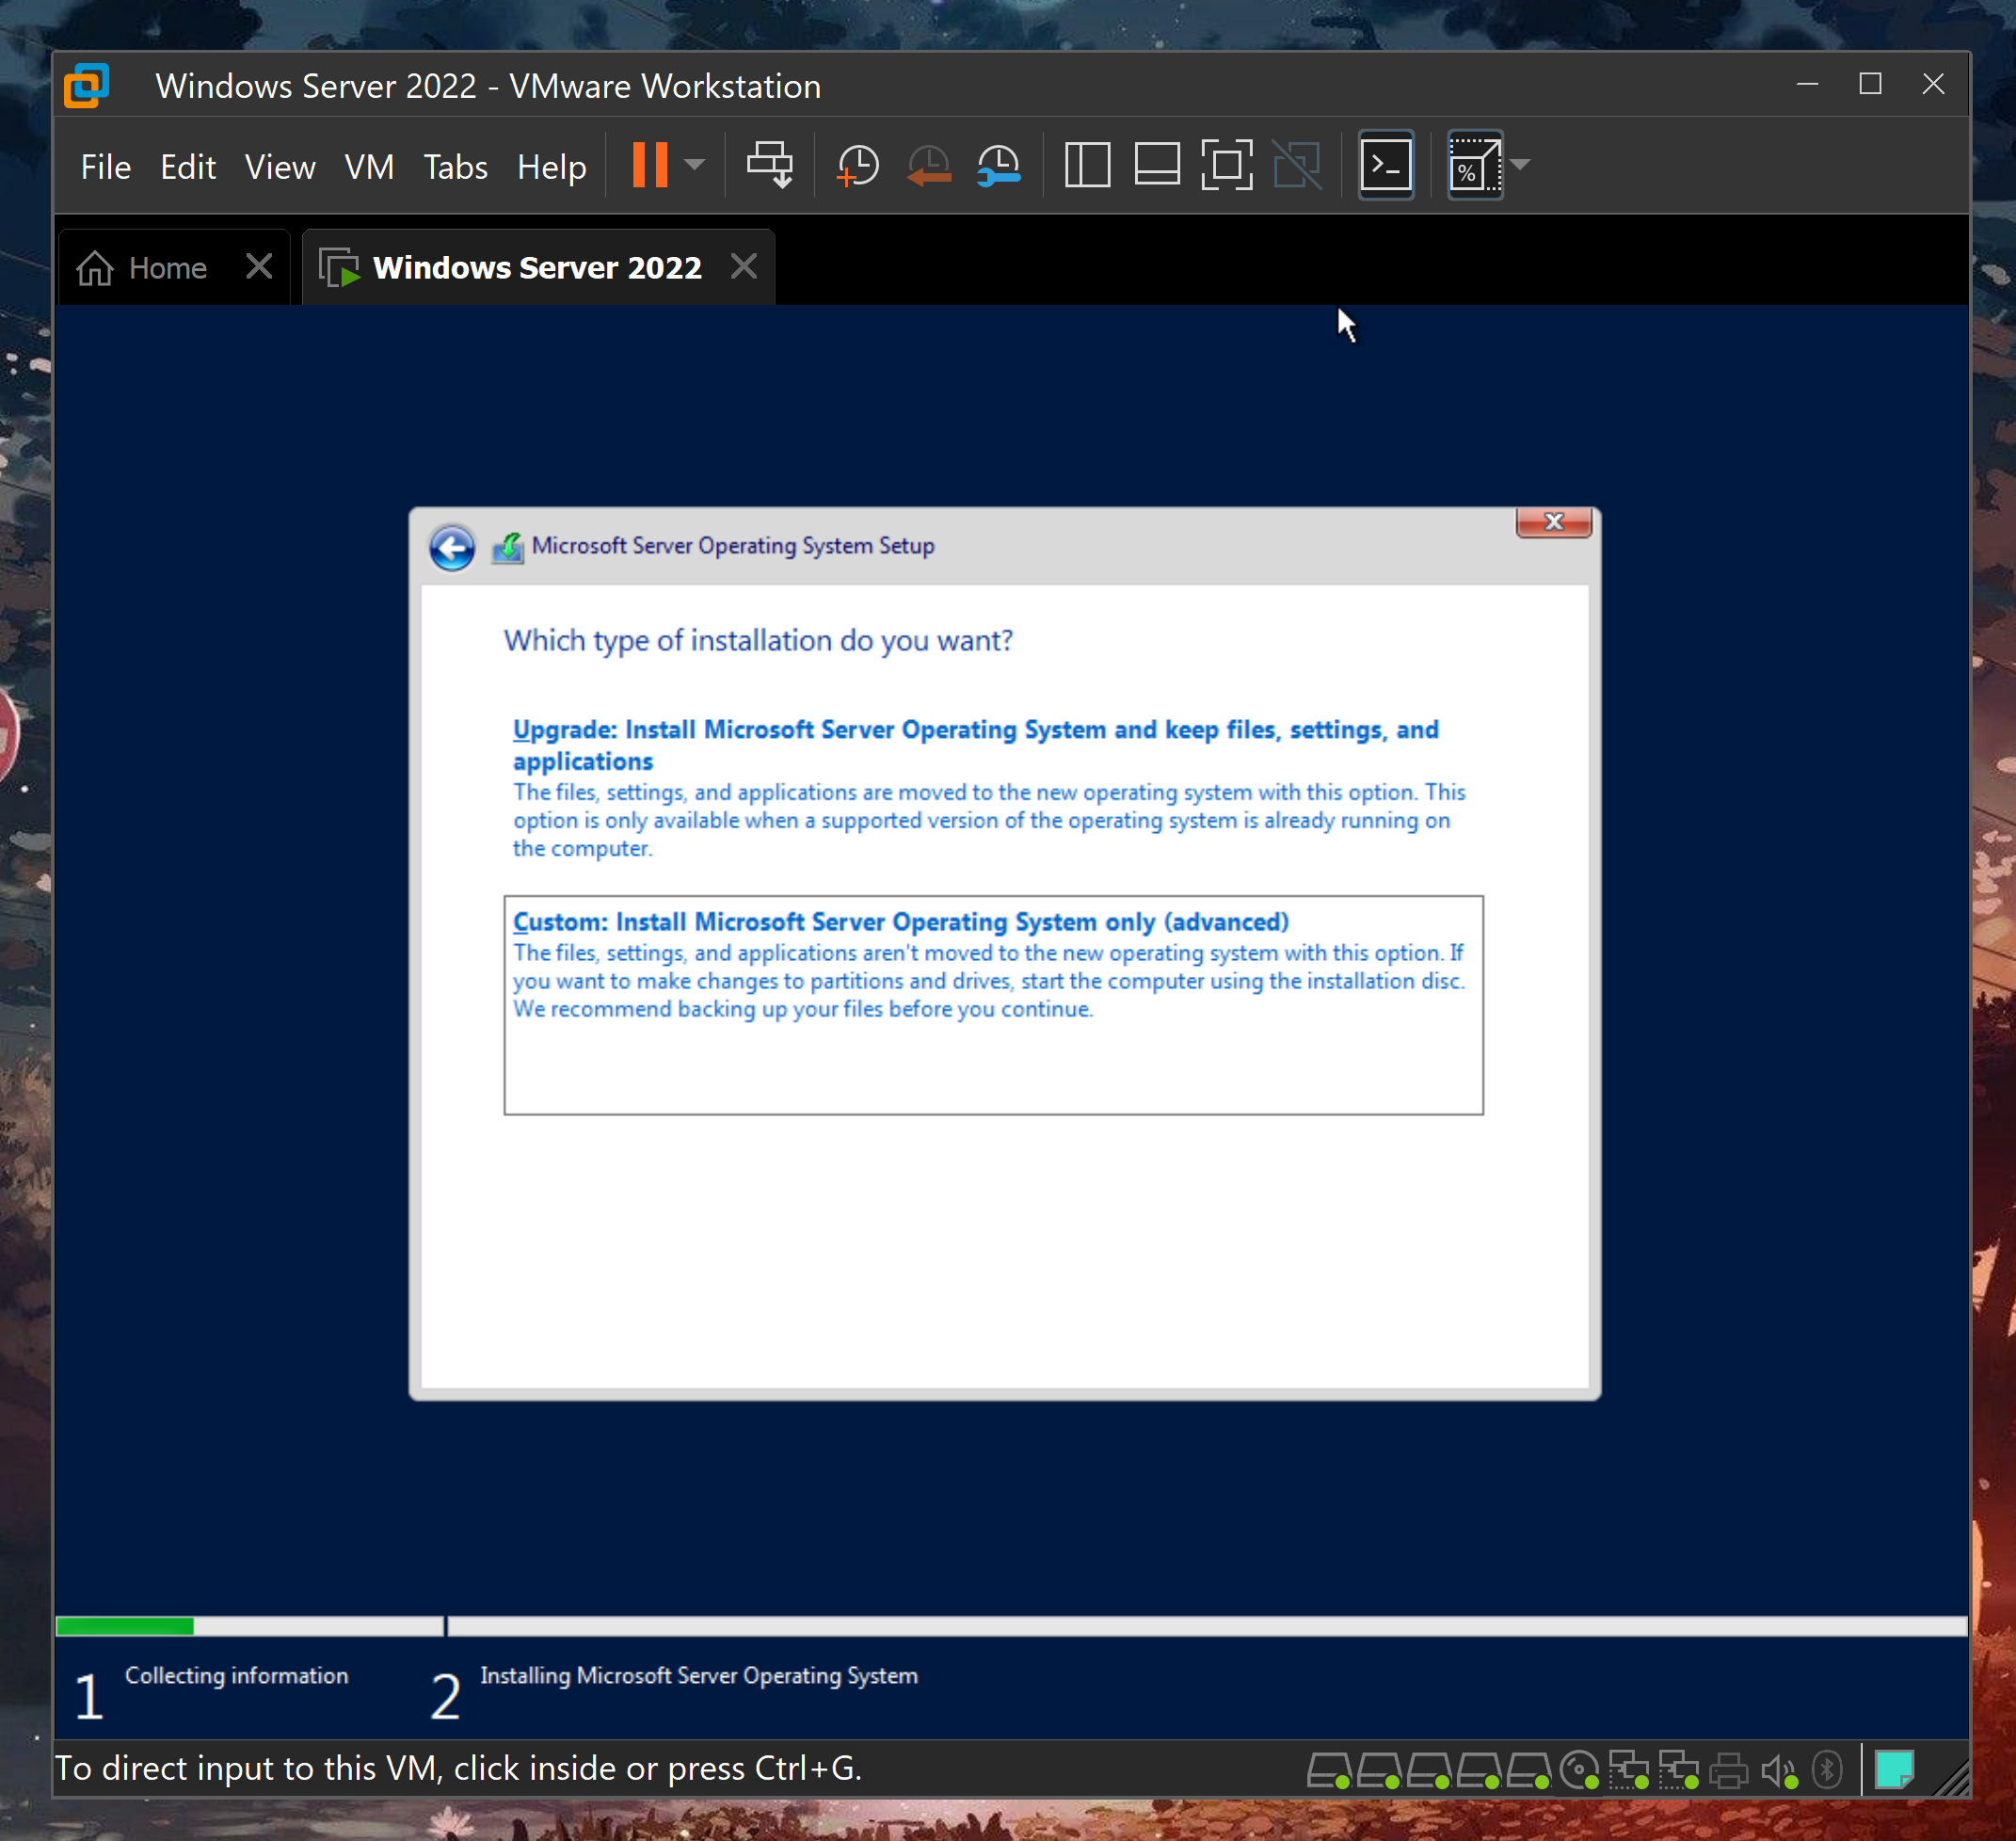 Windows Server 2022 - VMware Workstation
File Edit View VM Tabs Help
%
Home
Windows Server 2022
Microsoft Server Operating System Setup
Which type of installation do you want?
Upgrade: Install Microsoft Server Operating System and keep files, settings, and
applications
The files, settings, and applications are moved to the new operating system with this option. This
option is only available when a supported version of the operating system is already running on
the computer.
Custom: Install Microsoft Server Operating System only (advanced)
The files, settings, and applications aren't moved to the new operating system with this option. If
you want to make changes to partitions and drives, start the computer using the installation disc.
We recommend backing up your files before you continue.
1 Collecting information
2 Installing Microsoft Server Operating System
To direct input to this VM, click inside or press Ctrl+G.